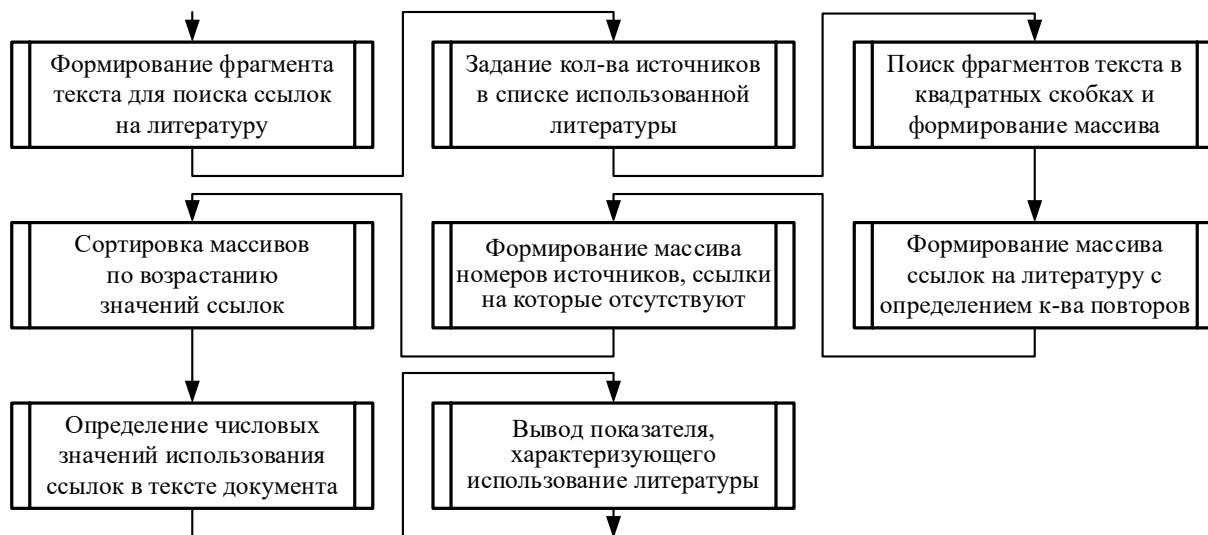 Формирование фрагмента
текста для поиска ссылок
на литературу
Задание кол-ва источников
в списке использованной
литературы
Поиск фрагментов текста в
квадратных скобках и
формирование массива
Сортировка массивов
по возрастанию
значений ссылок
Формирование массива
номеров источников, ссылки
на которые отсутствуют
Формирование массива
ссылок на литературу с
определением к-ва повторов
Определение числовых
значений использования
ссылок в тексте документа
Вывод показателя,
характеризующего
использование литературы